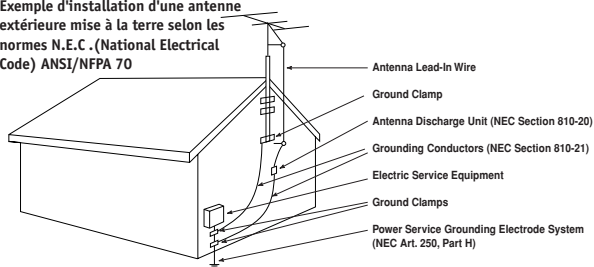 Exemple d'installation d'une antenne
extérieure mise à la terre selon les
normes N.E.C .(National Electrical
Code) ANSI/NFPA 70
Antenna Lead-In Wire
Ground Clamp
Antenna Discharge Unit (NEC Section 810-20)
Grounding Conductors (NEC Section 810-21)
Electric Service Equipment
Ground Clamps
Power Service Grounding Electrode System
(NEC Art. 250, Part H)